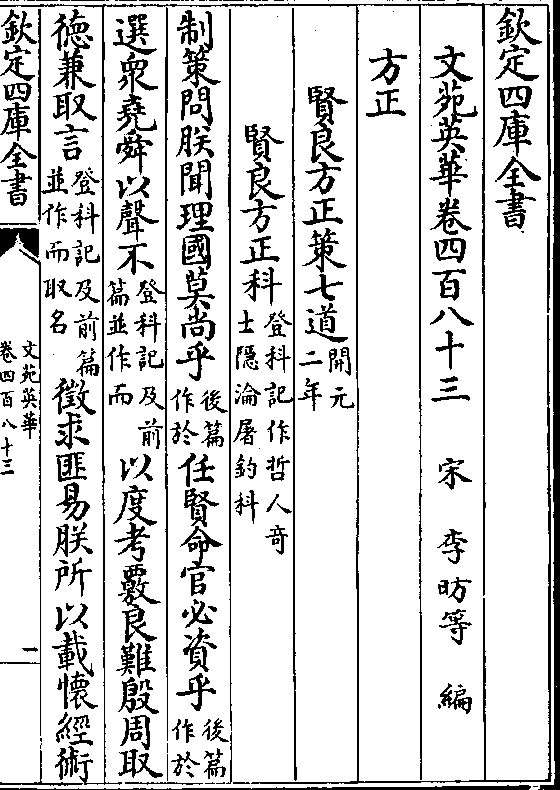 欽定四庫全書
文苑英華卷四百八十三　宋　李昉等　編
方正
賢良方正策七道開元二年
賢良方正科登科記作哲人奇士隱淪屠釣科
制策問朕聞理國莫尚乎後篇作於任賢命官必資乎後篇作於
選衆堯舜以聲不登科記及前篇並作而以度考覈良難殷周取
德兼取言登科記及前篇並作而取名徵求匪易朕所以載懷經術
欽定四庫全書
文苑英華
卷四百八十三
一